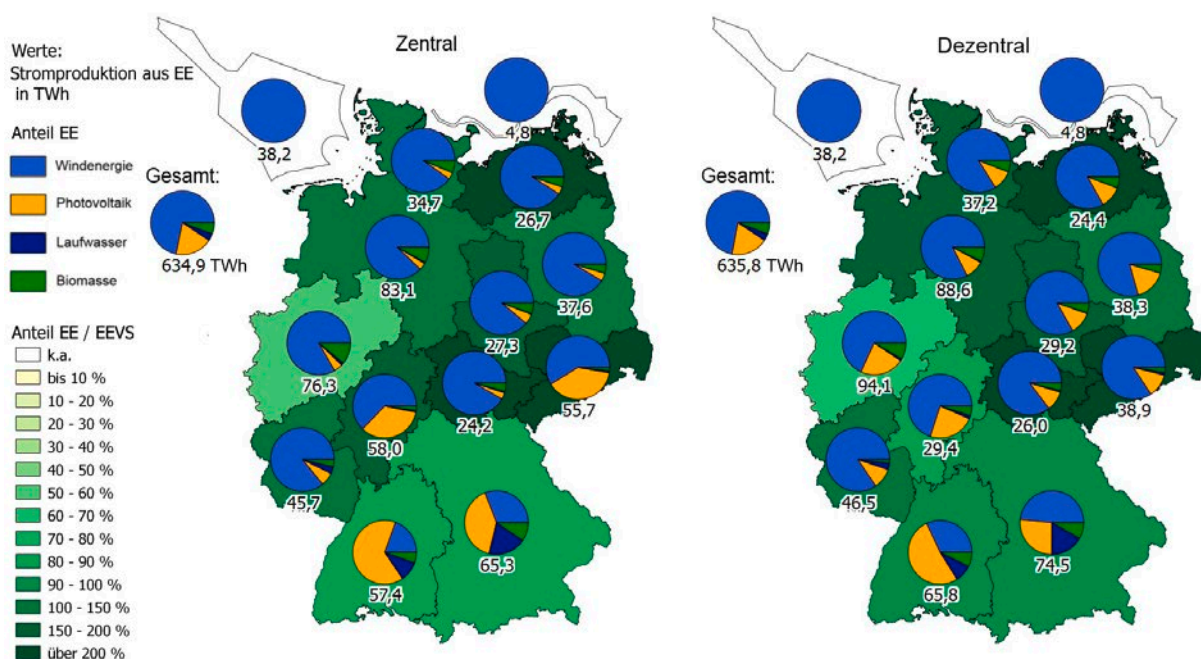 Werte:
Stromproduktion aus EE
in TWh
Anteil EE
Windenergie
Photovoltaik
Laufwasser
Biomasse
Anteil EE / EEVS
k.a.
bis 10 %
10 - 20 %
20 - 30 %
30 - 40 %
40 - 50 %
50 - 60 %
60 - 70 %
70 - 80 %
80 - 90 %
90 - 100 %
100 - 150 %
150 - 200 %
über 200 %
Zentral
38,2
4,8
Gesamt:
634,9 TWh
34,7
26,7
83,1
37,6
27,3
76,3
58,0
24,2
55,7
45,7
57,4
65,3
Dezentral
38,2
4,8
Gesamt:
635,8 TWh
37,2
24,4
88,6
38,3
29,2
94,1
29,4
26,0
38,9
46,5
65,8
74,5